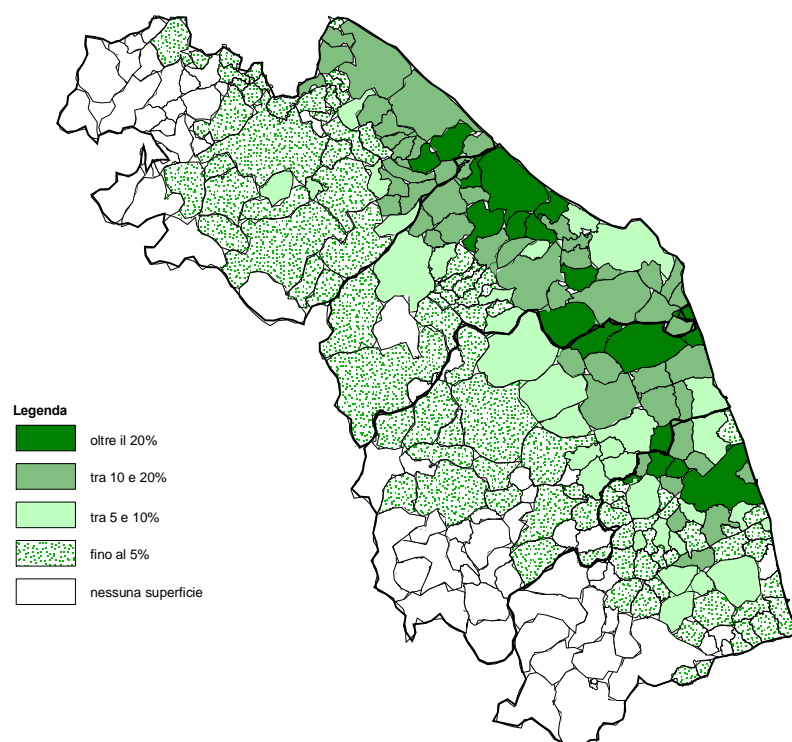 Legenda
oltre il 20%
tra 10 e 20%
tra 5 e 10%
fino al 5%
nessuna superficie